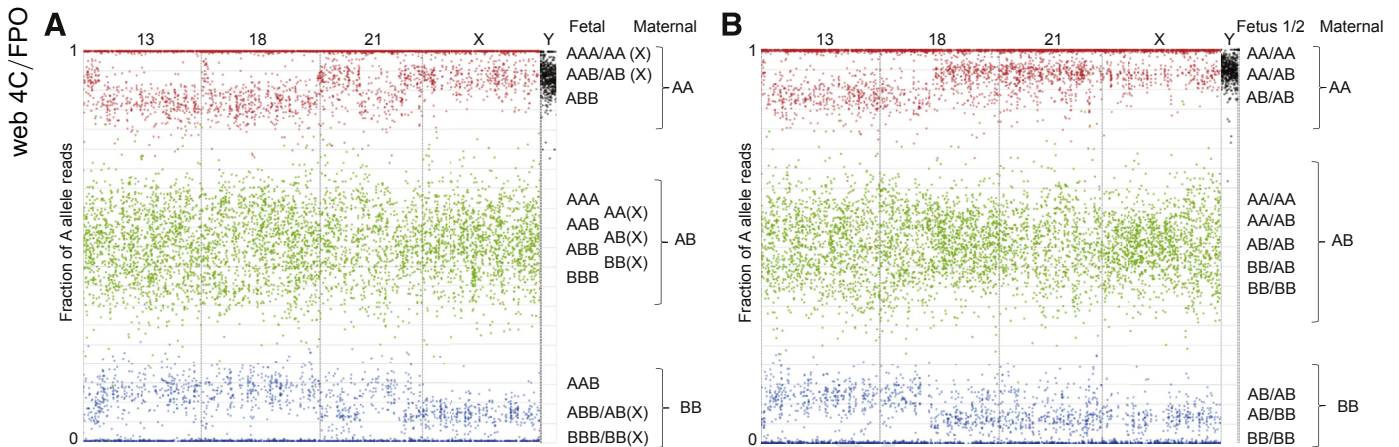 web 4C/FPO
A
13 18 21 X Y
Fetal Maternal
Fraction of A allele reads
1
0
AAA/AA (X)
AAB/AB (X)
ABB
AA
AAA
AA(X)
AAB
AB(X)
ABB
BB(X)
BBB
AB
AAB
ABB/AB(X)
BBB/BB(X)
BB
B
13 18 21 X Y
Fetus 1/2 Maternal
Fraction of A allele reads
1
0
AA/AA
AA/AB
AB/AB
AA
AA/AA
AA/AB
AB/AB
BB/AB
BB/BB
AB
AB/AB
AB/BB
BB/BB
BB